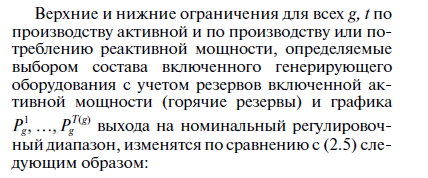 Верхние и нижние ограничения для всех g, t по
производству активной и по производству или по-
треблению реактивной мощности, определяемые
выбором состава включенного генерирующего
оборудования с учетом резервов включенной ак-
тивной мощности (горячие резервы) и графика
P_g^1, …, P_g^{T(g)} выхода на номинальный регулировоч-
ный диапазон, изменятся по сравнению с (2.5) сле-
дующим образом: